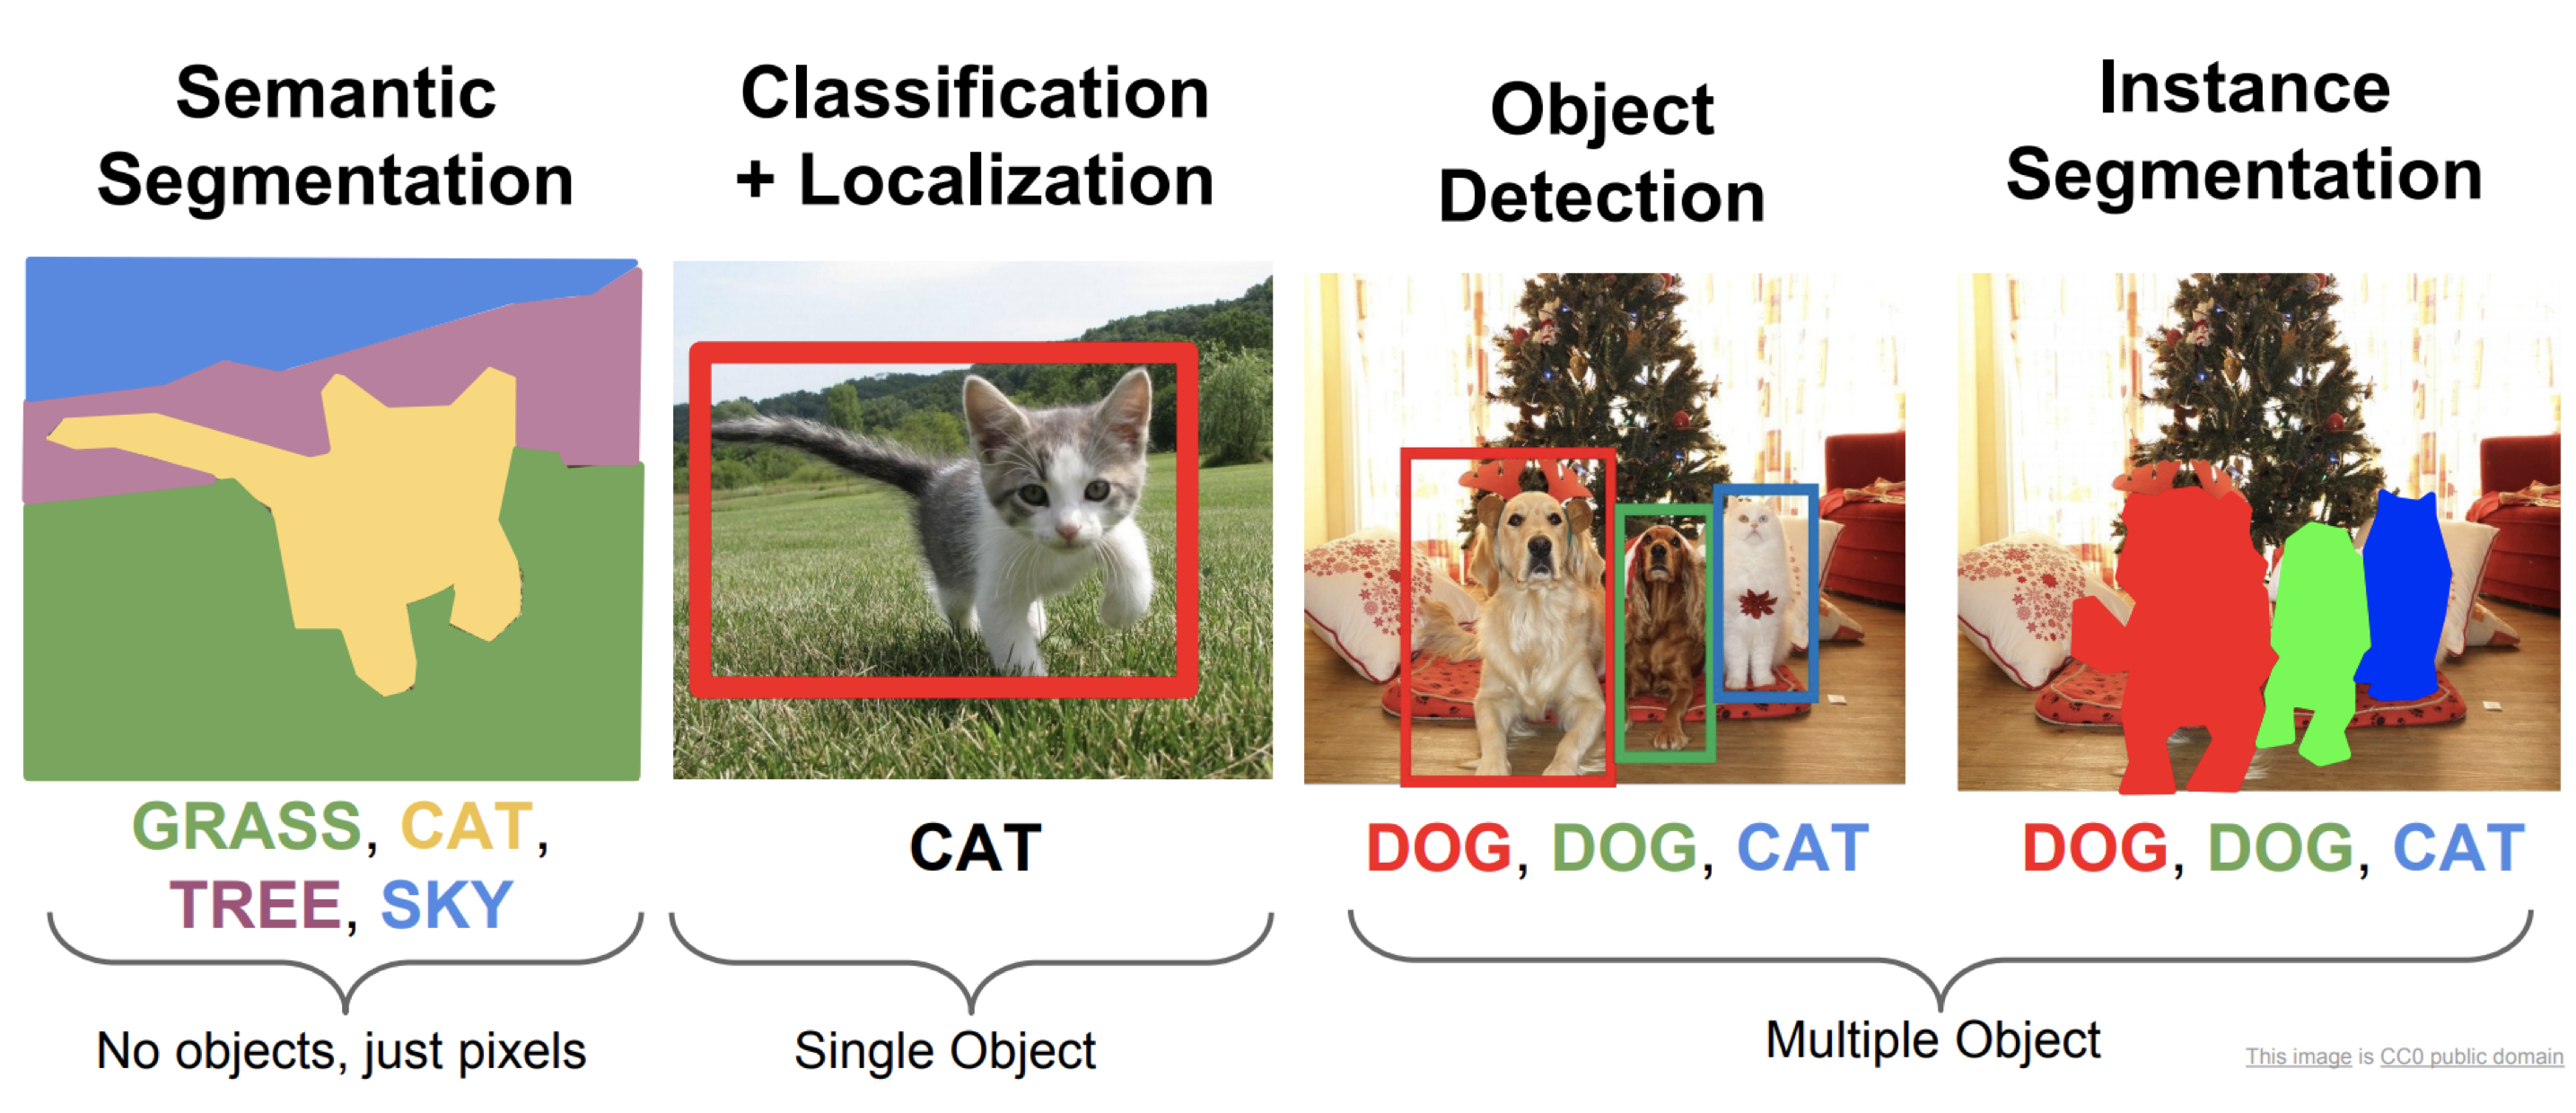 Semantic
Segmentation
Classification
+ Localization
Object
Detection
Instance
Segmentation
GRASS, CAT,
TREE, SKY
CAT
DOG, DOG, CAT
DOG, DOG, CAT
No objects, just pixels
Single Object
Multiple Object
This image is CC0 public domain